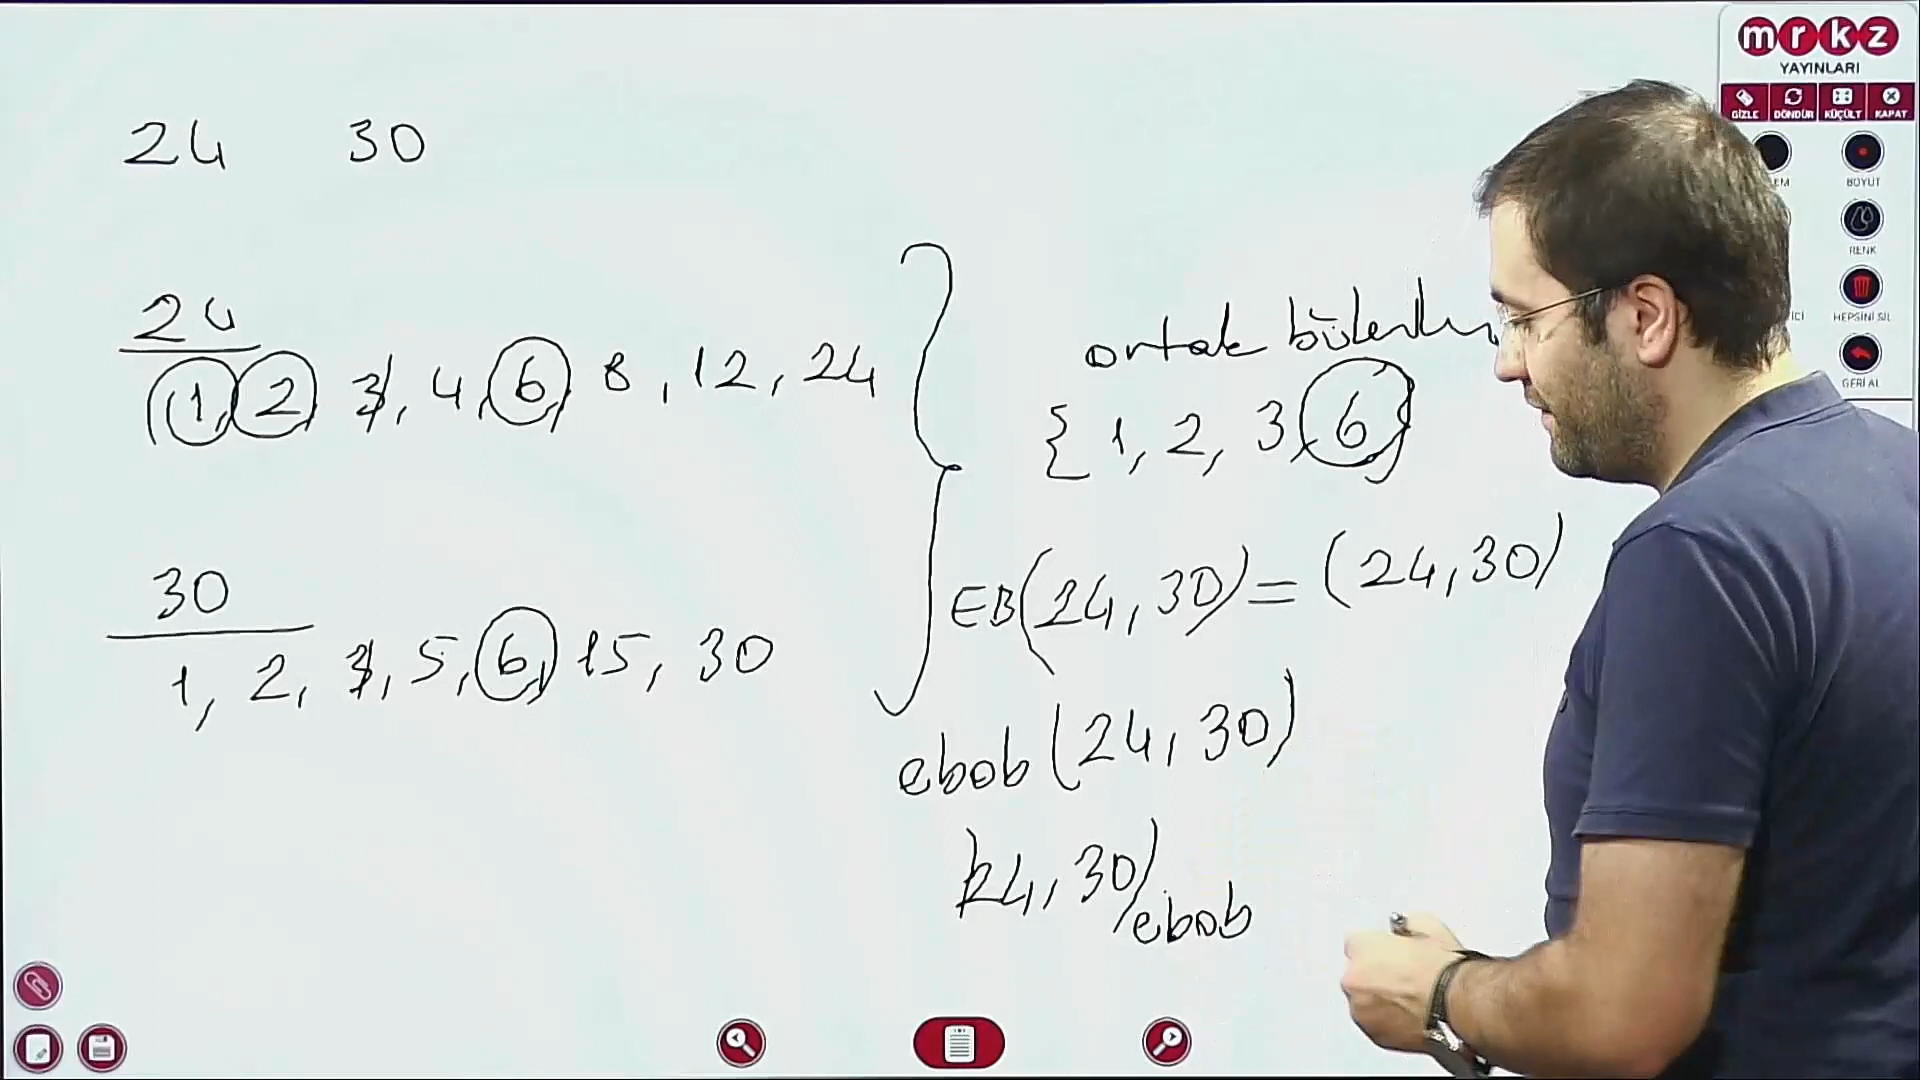 24 30
24
1, 2, 3, 4, 6, 8, 12, 24
30
1, 2, 3, 5, 6, 15, 30
ortak
{1, 2, 3, 6}
EB(24, 30) = (24, 30)
ebob(24, 30)
(24, 30)ebob
mrkz
YAYINLARI
GİZLE DÖNDÜR KÜÇÜLT KAPAT
BOYUT
RENK
HEPSİNİ SİL
GERİ AL